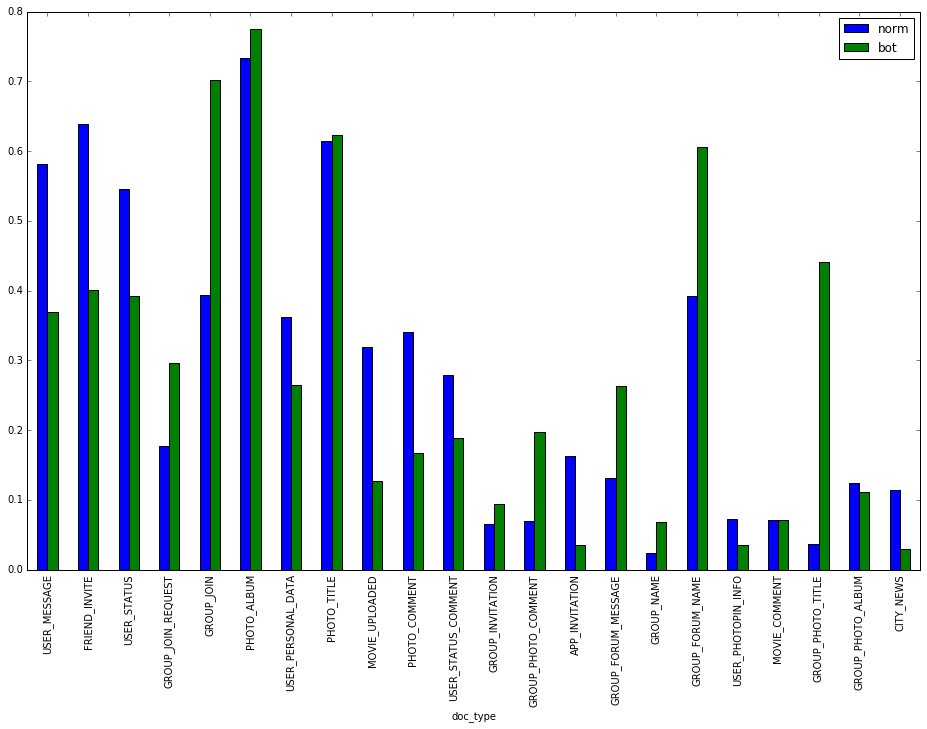 0.8
0.7
0.6
0.5
0.4
0.3
0.2
0.1
0.0
norm
bot
USER_MESSAGE
FRIEND_INVITE
USER_STATUS
GROUP_JOIN_REQUEST
GROUP_JOIN
PHOTO_ALBUM
USER_PERSONAL_DATA
PHOTO_TITLE
MOVIE_UPLOADED
PHOTO_COMMENT
USER_STATUS_COMMENT
GROUP_INVITATION
GROUP_PHOTO_COMMENT
APP_INVITATION
GROUP_FORUM_MESSAGE
GROUP_NAME
GROUP_FORUM_NAME
USER_PHOTOPIN_INFO
MOVIE_COMMENT
GROUP_PHOTO_TITLE
GROUP_PHOTO_ALBUM
CITY_NEWS
doc_type